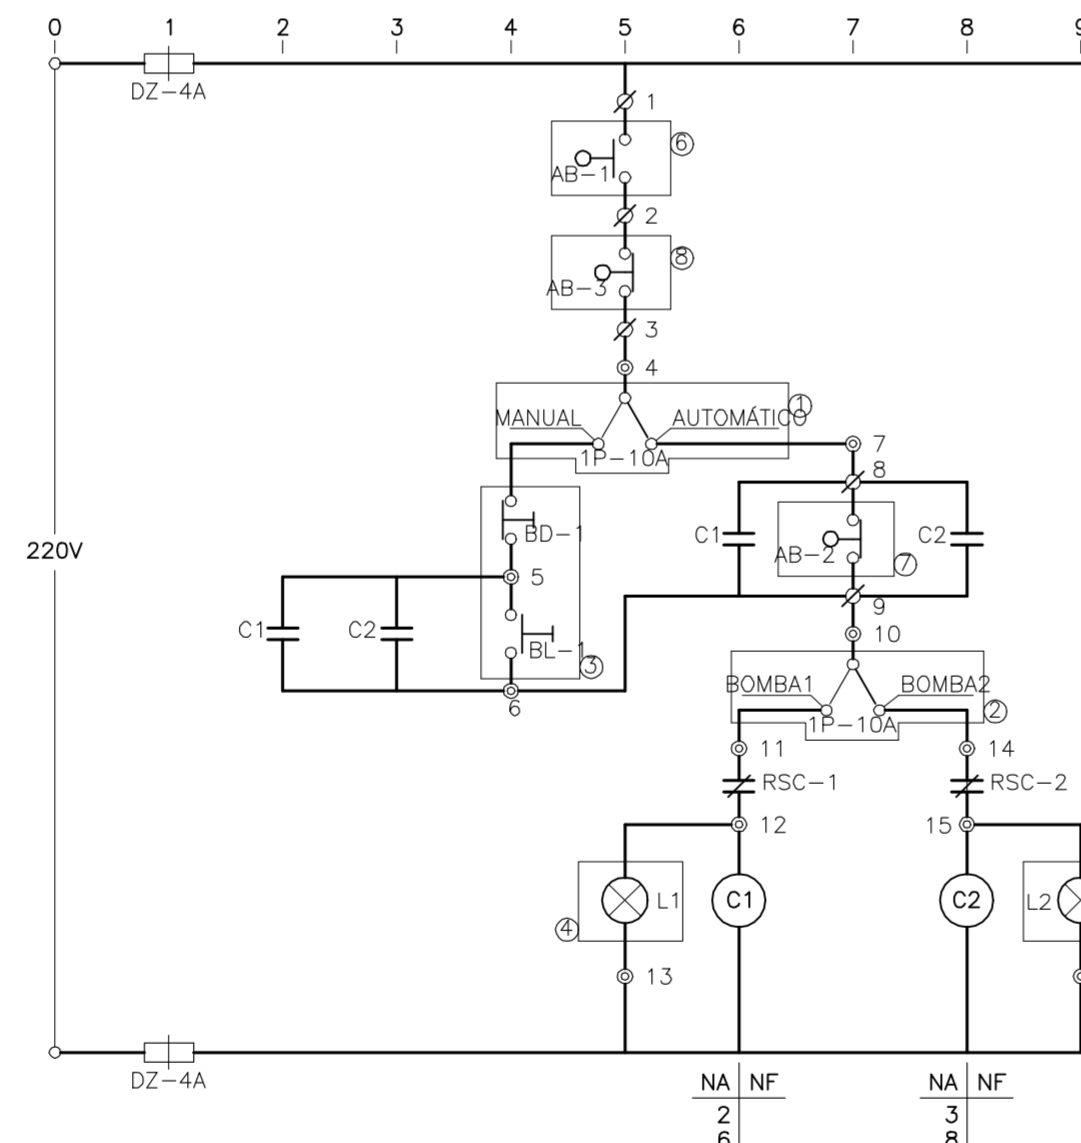 0 1 2 3 4 5 6 7 8 9
DZ-4A
1
6
AB-1
2
8
AB-3
3
4
1
MANUAL AUTOMÁTICO
1P-10A
7
8
BD-1
C1
C2
220V
AB-2
7
5
9
C1 C2
10
BL-1
3
BOMBA1 BOMBA2
6
2
1P-10A
11 14
RSC-1 RSC-2
12 15
L1 C1 C2 L2
4
13
DZ-4A
NA NF NA NF
2 3
6 8